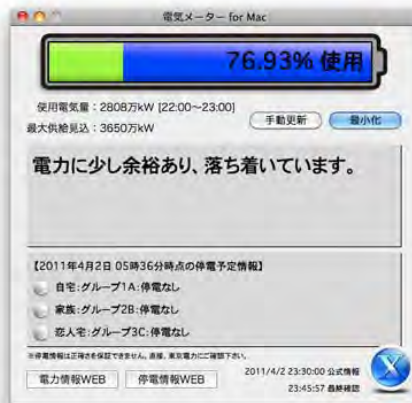 電気メーター for Mac
76.93% 使用
使用電気量：2808万kW [22:00〜23:00]
最大供給見込：3650万kW
手動更新
最小化
電力に少し余裕あり、落ち着いています。
【2011年4月2日 05時36分時点の停電予定情報】
自宅:グループ1A:停電なし
家族:グループ2B:停電なし
恋人宅:グループ3C:停電なし
※停電情報は正確さを保証できません。直接、東京電力にご確認下さい。
電力情報WEB
停電情報WEB
2011/4/2 23:30:00 公式情報
23:45:57 最終確認